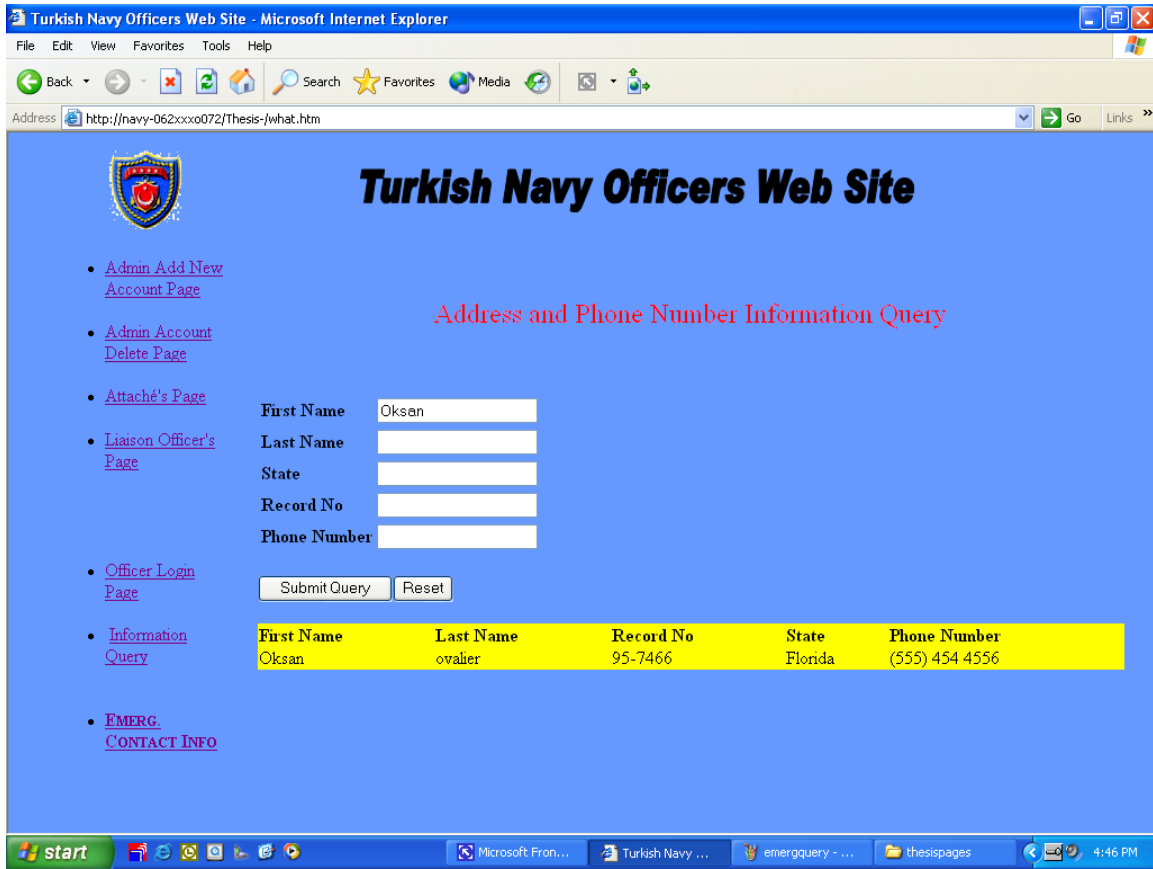 Turkish Navy Officers Web Site - Microsoft Internet Explorer
File Edit View Favorites Tools Help
Back Search Favorites Media
Address http://navy-062xxxo072/Thesis-/what.htm Go Links »
Turkish Navy Officers Web Site
Admin Add New
Account Page
Admin Account
Delete Page
Attaché's Page
Liaison Officer's
Page
Officer Login
Page
Information
Query
EMERG.
CONTACT INFO
Address and Phone Number Information Query
First Name Oksan
Last Name
State
Record No
Phone Number
Submit Query Reset
First Name Last Name Record No State Phone Number
Oksan ovalier 95-7466 Florida (555) 454 4556
start Microsoft Fron... Turkish Navy ... emergquery - ... thesispages 4:46 PM